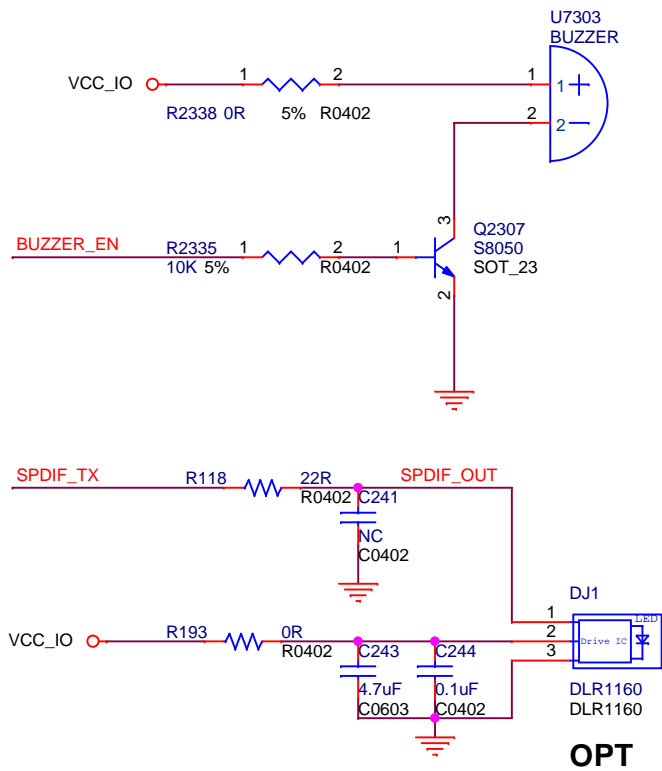 U7303
BUZZER
VCC_IO
1
2
1
1
R2338 0R
5%
R0402
2
2
3
Q2307
S8050
SOT_23
BUZZER_EN
R2335
1
2
1
10K 5%
R0402
2
SPDIF_TX
R118
22R
SPDIF_OUT
R0402
C241
NC
C0402
DJ1
1
LED
VCC_IO
R193
0R
2
Drive IC
R0402
C243
C244
3
4.7uF
0.1uF
DLR1160
C0603
C0402
DLR1160
OPT